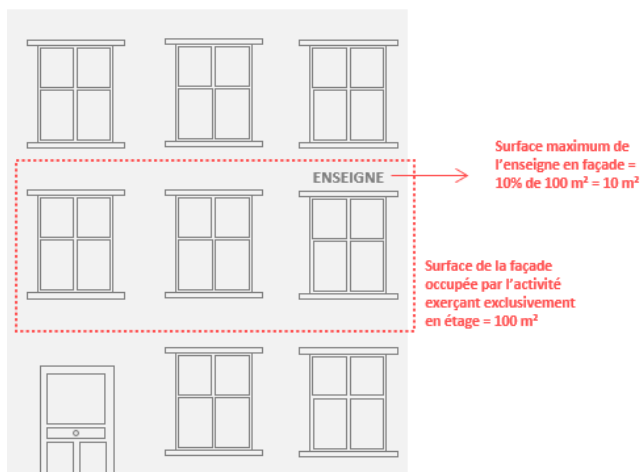 ENSEIGNE
Surface maximum de
l'enseigne en façade =
10% de 100 m² = 10 m²
Surface de la façade
occupée par l'activité
exerçant exclusivement
en étage = 100 m²